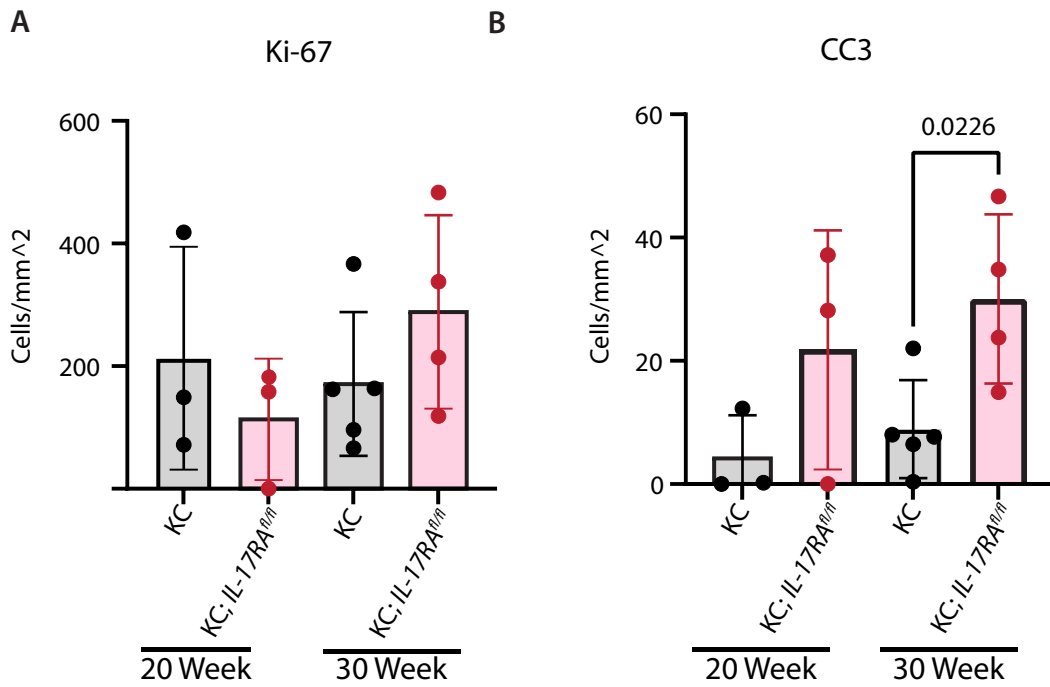 A
Ki-67
Cells/mm^2
600
400
200
KC
KC; IL-17RAfl/fl
KC
KC; IL-17RAfl/fl
20 Week
30 Week
B
CC3
Cells/mm^2
60
40
20
0
0.0226
KC
KC; IL-17RAfl/fl
KC
KC; IL-17RAfl/fl
20 Week
30 Week